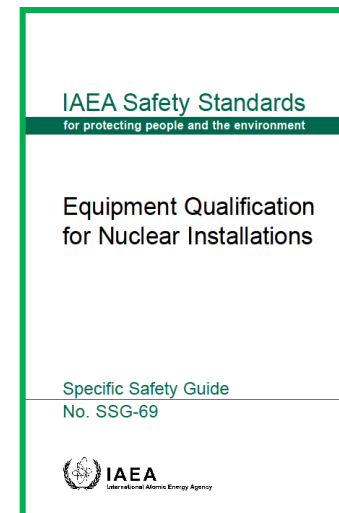 IAEA Safety Standards
for protecting people and the environment
Equipment Qualification
for Nuclear Installations
Specific Safety Guide
No. SSG-69
IAEA
International Atomic Energy Agency